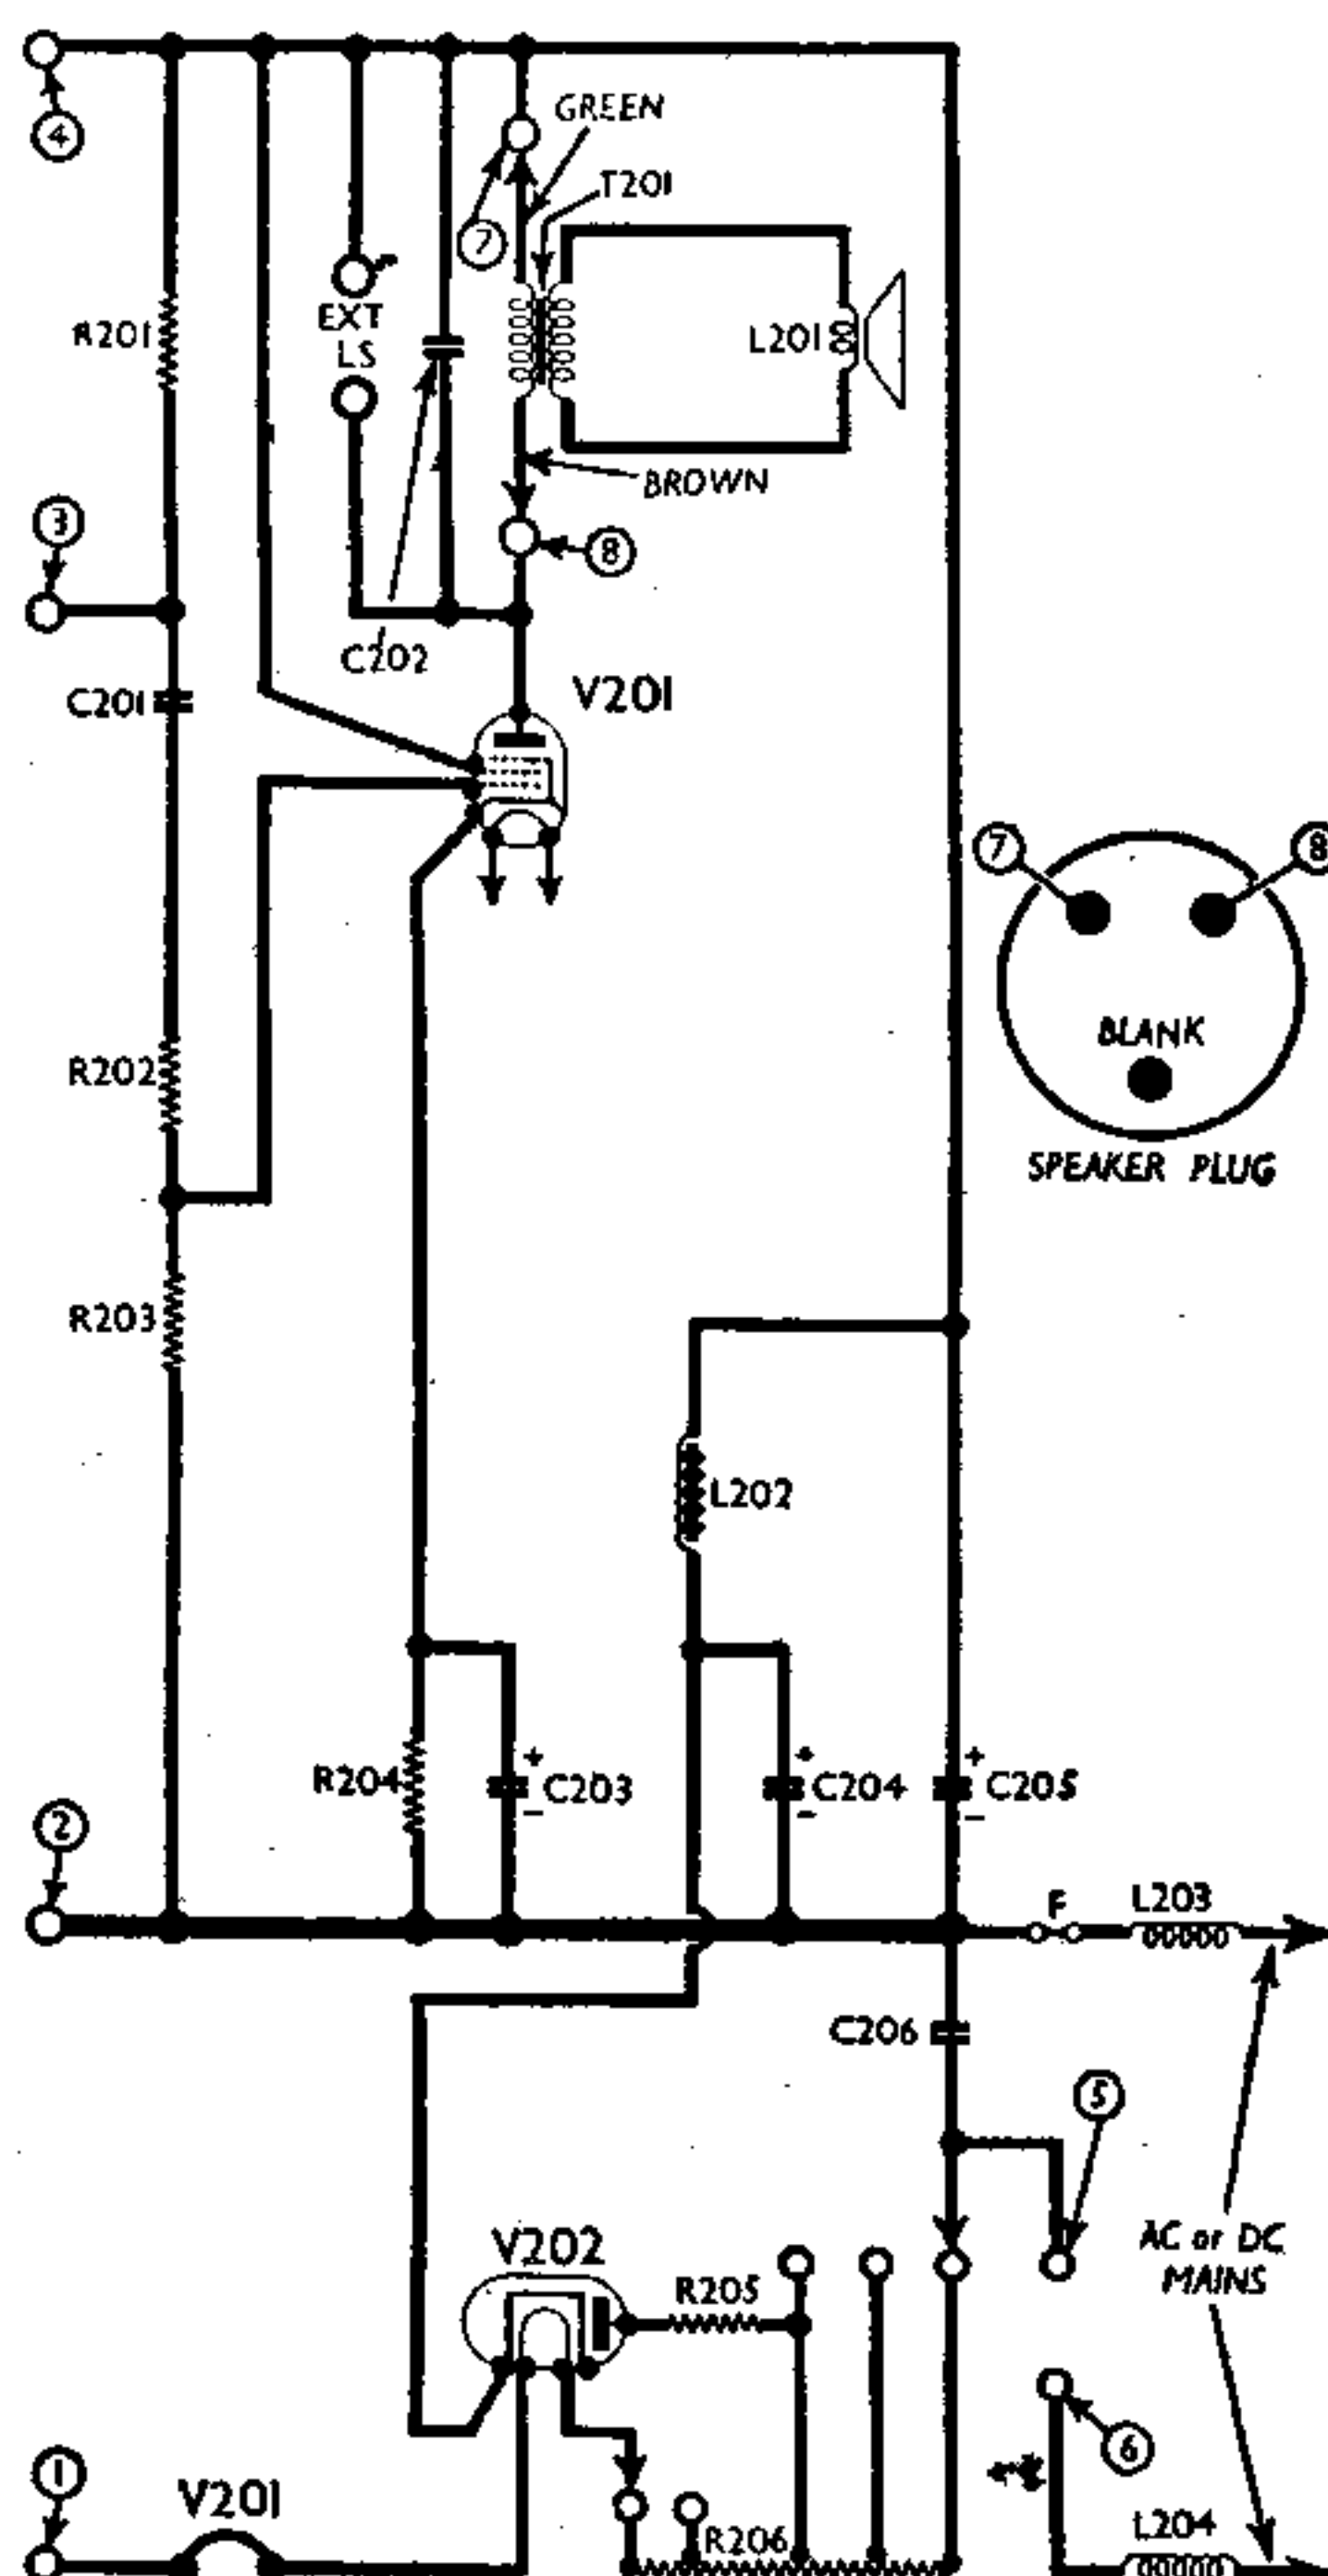 GREEN
4
T201
7
R201
EXT
LS
L201
BROWN
3
8
C202
V201
C201
7
8
BLANK
R202
SPEAKER PLUG
R203
L202
+
+
+
R204
C203
C204
C205
-
-
-
2
F
L203
C206
5
AC or DC
MAINS
V202
R205
6
1
V201
R206
L204